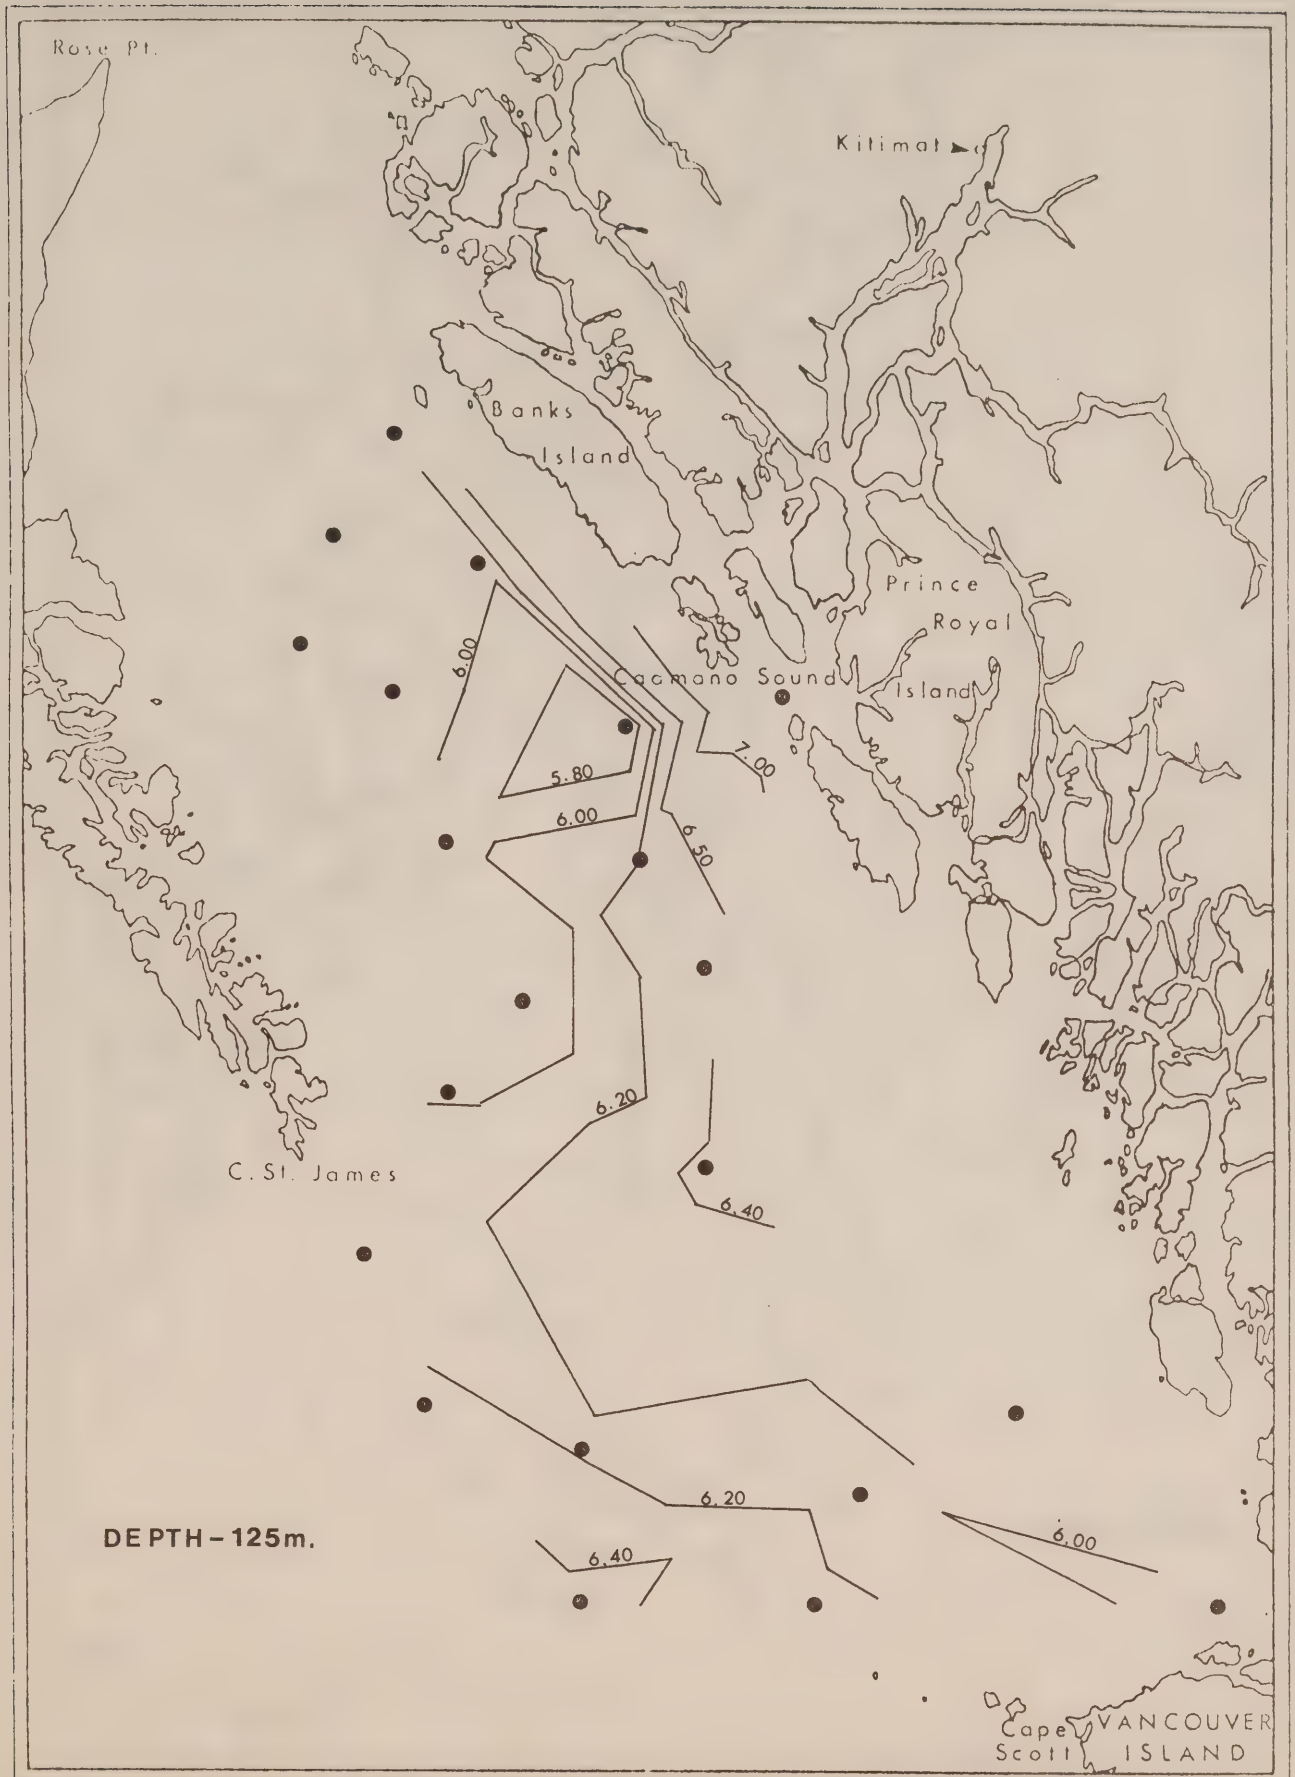 Rose Pt.
Kitimat
Banks
Island
Prince
Royal
Island
6.00
Caamano Sound
7.00
5.80
6.00
6.50
6.20
C. St. James
6.40
6.20
DEPTH-125m.
6.00
6.40
Cape
Scott
VANCOUVER
ISLAND